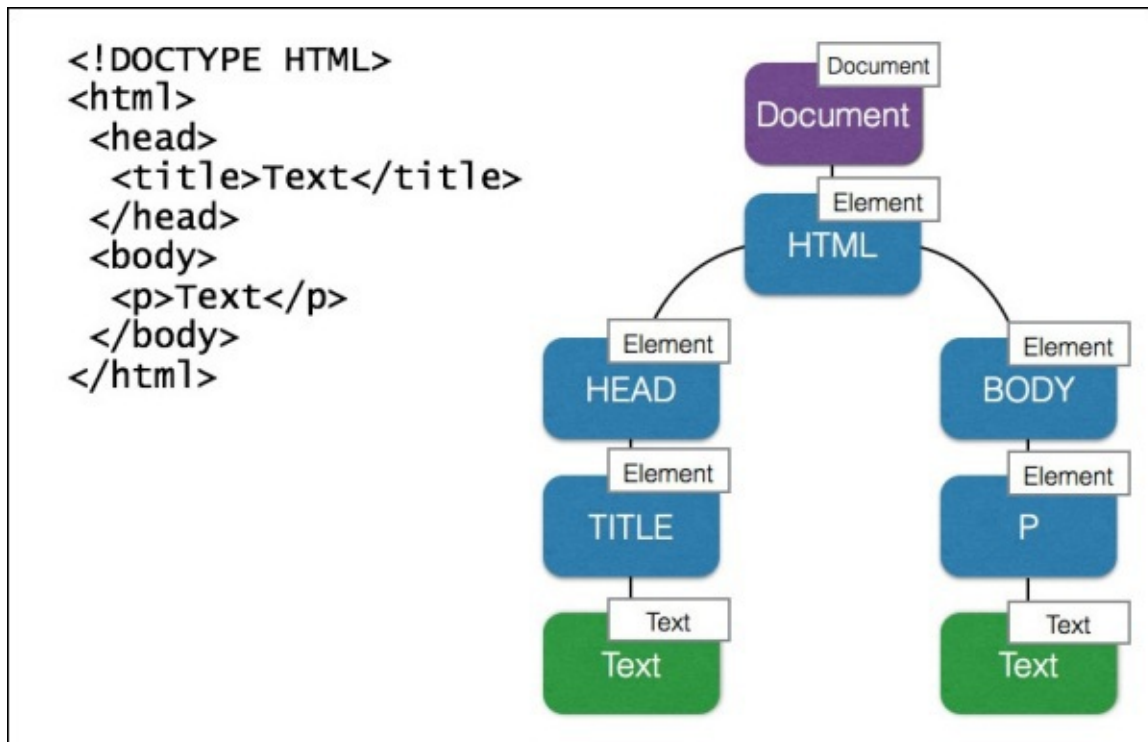 <!DOCTYPE HTML>
<html>
<head>
<title>Text</title>
</head>
<body>
<p>Text</p>
</body>
</html>
Document
Document
Element
HTML
Element
HEAD
Element
BODY
Element
TITLE
Element
P
Text
Text
Text
Text